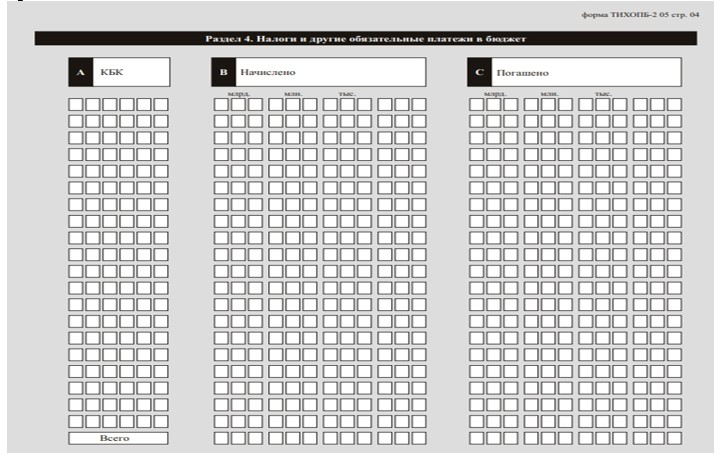 форма ТИХОПБ-2 05 стр. 04
Раздел 4. Налоги и другие обязательные платежи в бюджет
A КБК B Начислено C Погашено
млрд. млн. тыс. млрд. млн. тыс.
Всего